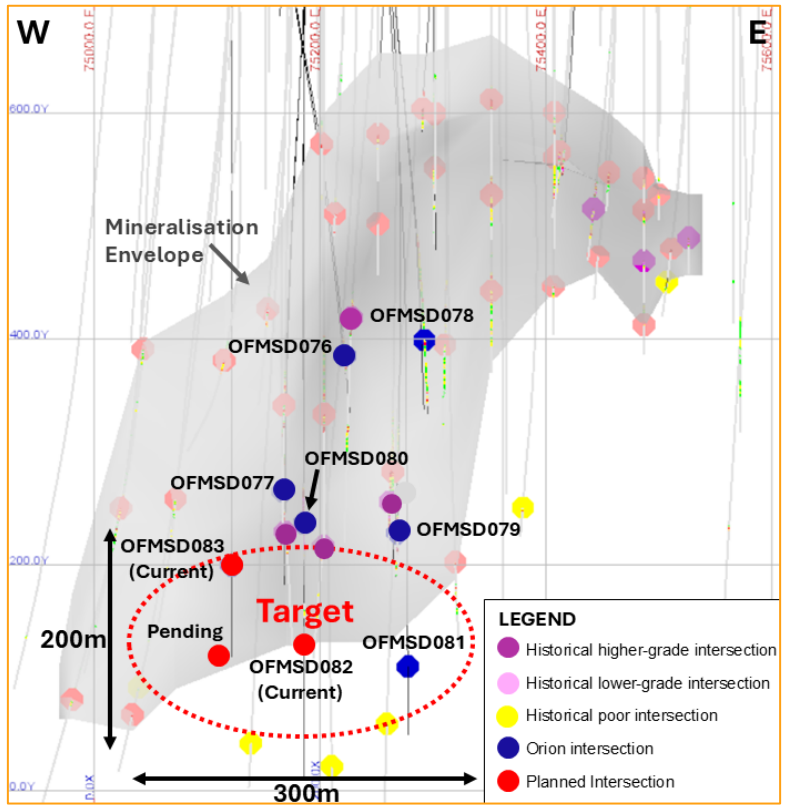 W
E
75000.0 E
75200.0 E
75400.0 E
600.0Y
Mineralisation
Envelope
OFMSD078
400.0Y
OFMSD076
OFMSD080
OFMSD077
OFMSD079
OFMSD083
(Current)
200.0Y
Target
Pending
OFMSD081
200m
OFMSD082
(Current)
0.0Y
300m
LEGEND
Historical higher-grade intersection
Historical lower-grade intersection
Historical poor intersection
Orion intersection
Planned Intersection